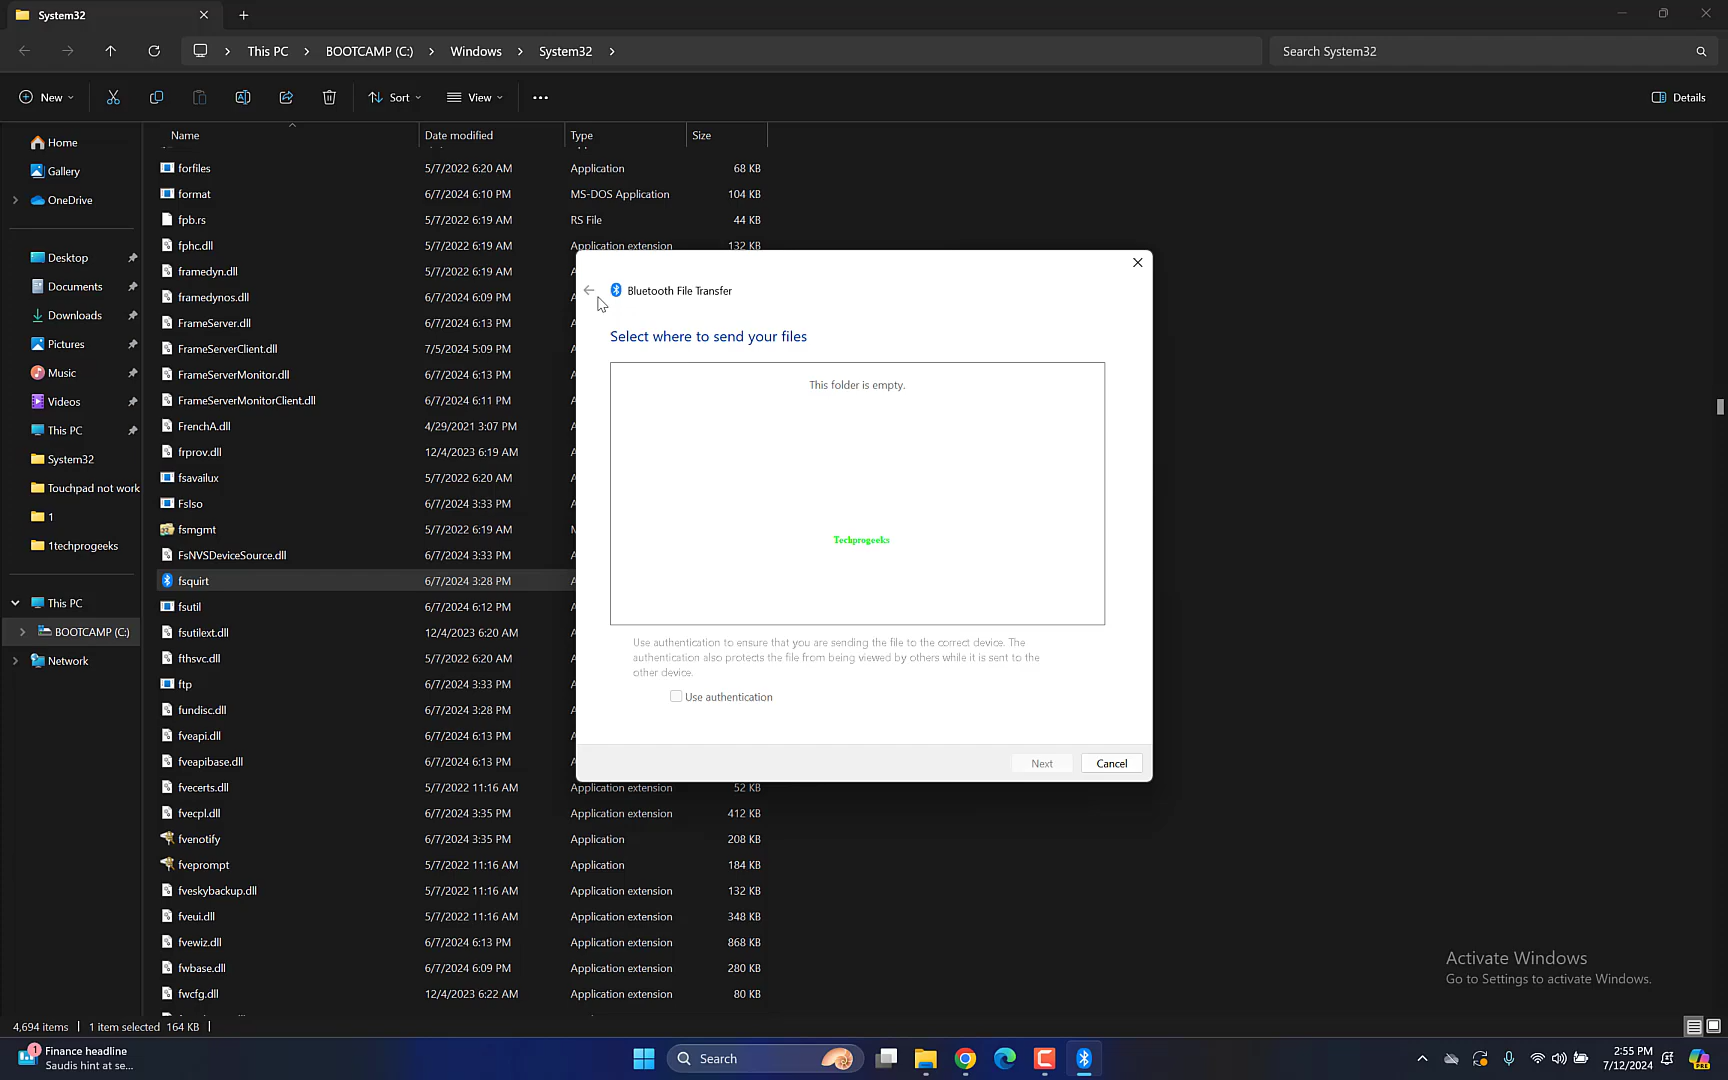 System32
This PC
BOOTCAMP (C:)
Windows
System32
Search System32
New
Sort
View
Details
Home
Gallery
OneDrive
Desktop
Documents
Downloads
Pictures
Music
Videos
This PC
System32
Touchpad not work
1
1techprogeeks
This PC
BOOTCAMP (C:)
Network
Name Date modified Type Size
forfiles 5/7/2022 6:20 AM Application 68 KB
format 6/7/2024 6:10 PM MS-DOS Application 104 KB
fpb.rs 5/7/2022 6:19 AM RS File 44 KB
fphc.dll 5/7/2022 6:19 AM Application extension 132 KB
framedyn.dll 5/7/2022 6:19 AM
framedynos.dll 6/7/2024 6:09 PM
FrameServer.dll 6/7/2024 6:13 PM
FrameServerClient.dll 7/5/2024 5:09 PM
FrameServerMonitor.dll 6/7/2024 6:13 PM
FrameServerMonitorClient.dll 6/7/2024 6:11 PM
FrenchA.dll 4/29/2021 3:07 PM
frprov.dll 12/4/2023 6:19 AM
fsavailux 5/7/2022 6:20 AM
FsIso 6/7/2024 3:33 PM
fsmgmt 5/7/2022 6:19 AM
FsNVSDeviceSource.dll 6/7/2024 3:33 PM
fsquirt 6/7/2024 3:28 PM
fsutil 6/7/2024 6:12 PM
fsutilext.dll 12/4/2023 6:20 AM
fthsvc.dll 5/7/2022 6:20 AM
ftp 6/7/2024 3:33 PM
fundisc.dll 6/7/2024 3:28 PM
fveapi.dll 6/7/2024 6:13 PM
fveapibase.dll 6/7/2024 6:13 PM
fvecerts.dll 5/7/2022 11:16 AM Application extension 52 KB
fvecpl.dll 6/7/2024 3:35 PM Application extension 412 KB
fvenotify 6/7/2024 3:35 PM Application 208 KB
fveprompt 5/7/2022 11:16 AM Application 184 KB
fveskybackup.dll 5/7/2022 11:16 AM Application extension 132 KB
fveui.dll 5/7/2022 11:16 AM Application extension 348 KB
fvewiz.dll 6/7/2024 6:13 PM Application extension 868 KB
fwbase.dll 6/7/2024 6:09 PM Application extension 280 KB
fwcfg.dll 12/4/2023 6:22 AM Application extension 80 KB
Bluetooth File Transfer
Select where to send your files
This folder is empty.
Techprogeeks
Use authentication to ensure that you are sending the file to the correct device. The
authentication also protects the file from being viewed by others while it is sent to the
other device.
Use authentication
Next
Cancel
Activate Windows
Go to Settings to activate Windows.
4,694 items
1 item selected 164 KB
1
Finance headline
Saudis hint at se...
Search
2:55 PM
7/12/2024
PRE